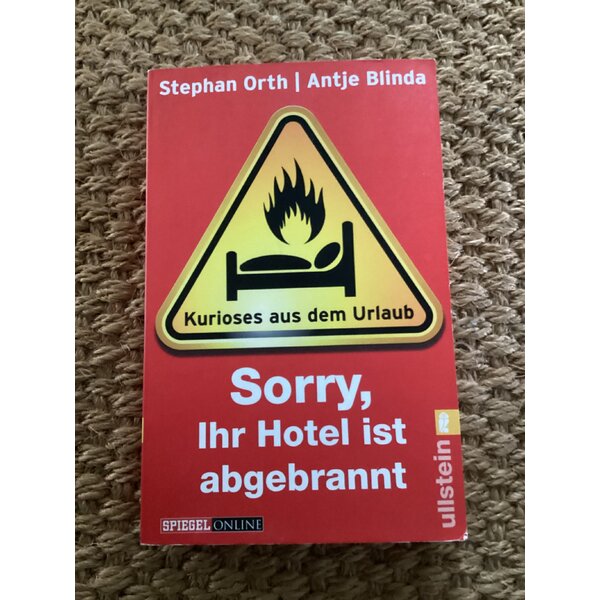 Stephan Orth | Antje Blinda
Kurioses aus dem Urlaub
Sorry,
Ihr Hotel ist
abgebrannt
ullstein
SPIEGEL ONLINE